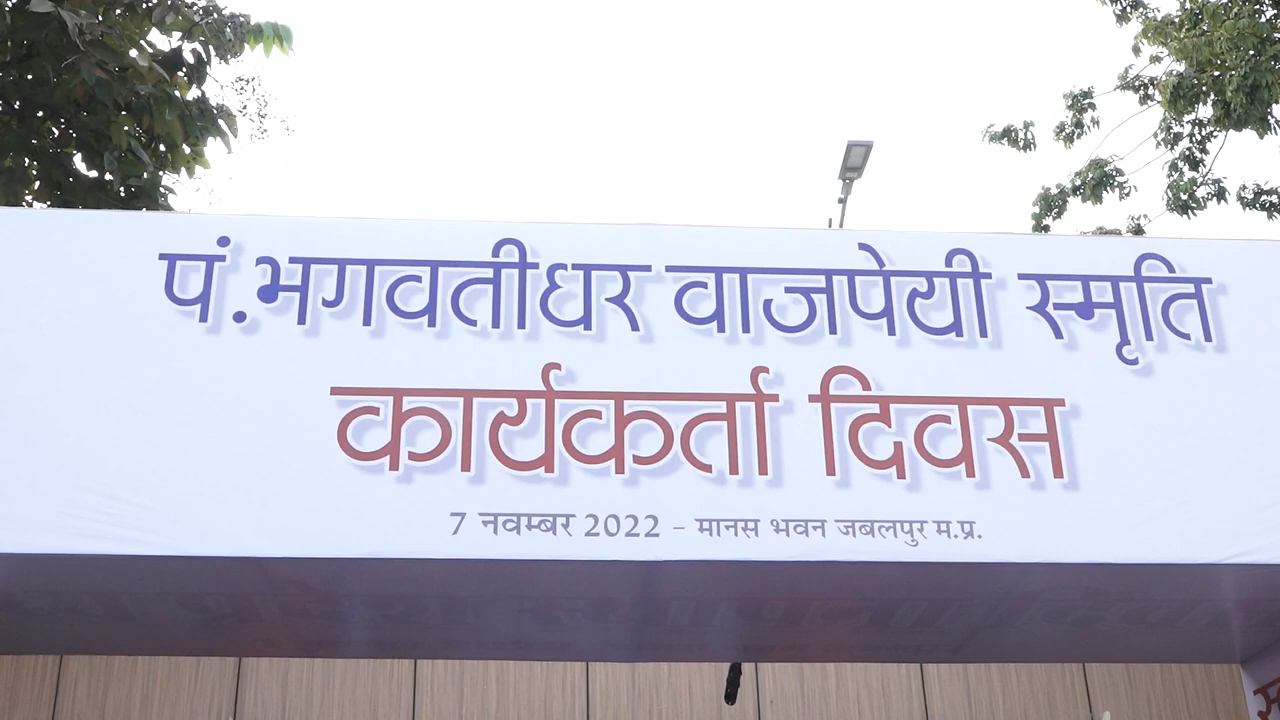 पं.भगवतीधर वाजपेयी स्मृति
कार्यकर्ता दिवस
7 नवम्बर 2022 - मानस भवन जबलपुर म.प्र.